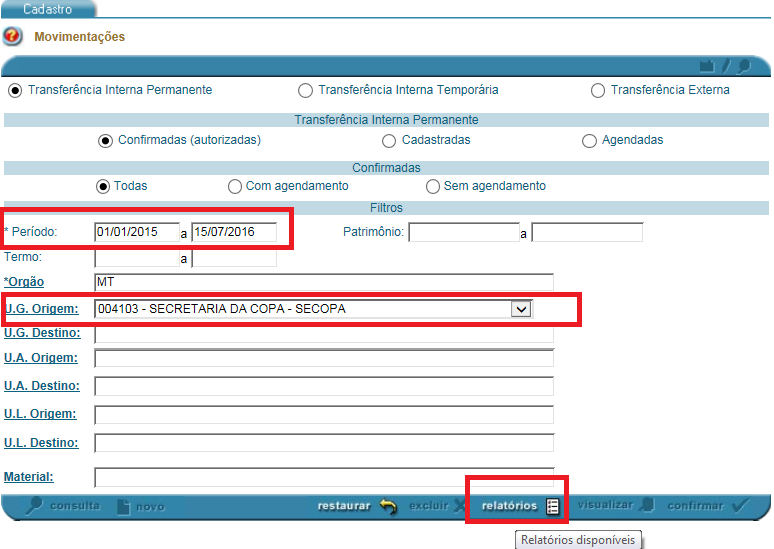 Cadastro
Movimentações
Transferência Interna Permanente Transferência Interna Temporária Transferência Externa
Transferência Interna Permanente
Confirmadas (autorizadas) Cadastradas Agendadas
Confirmadas
Todas Com agendamento Sem agendamento
Filtros
* Período: 01/01/2015 a 15/07/2016 Patrimônio: a
Termo: a
*Orgão MT
U.G. Origem: 004103 - SECRETARIA DA COPA - SECOPA
U.G. Destino:
U.A. Origem:
U.A. Destino:
U.L. Origem:
U.L. Destino:
Material:
consulta novo restaurar excluir relatórios visualizar confirmar
Relatórios disponíveis